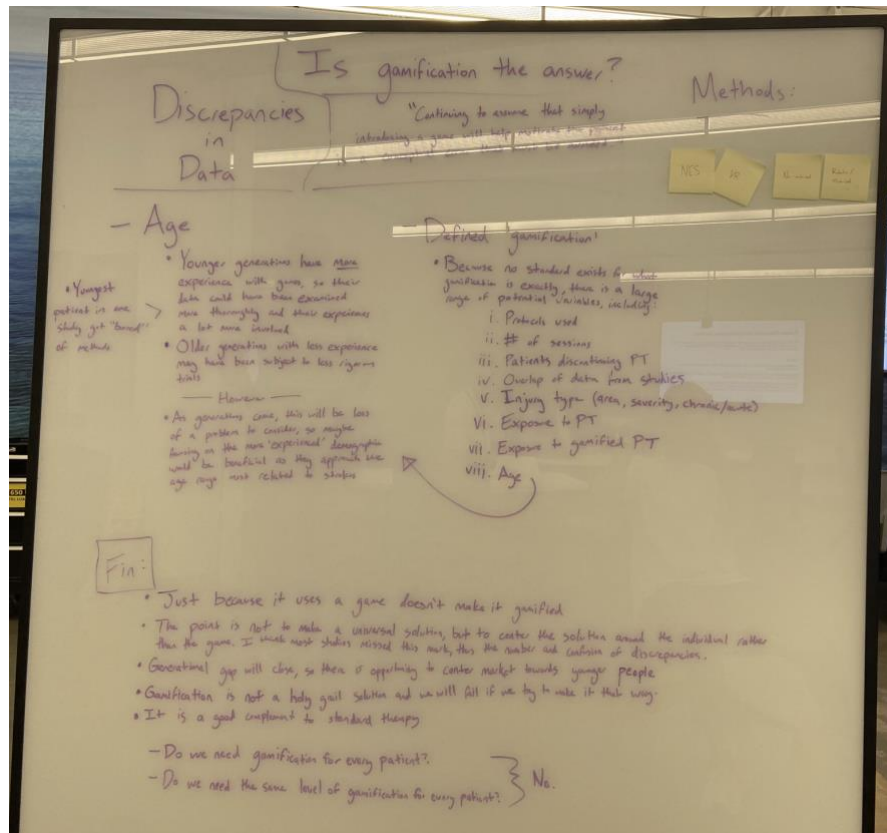 Is gamification the answer?
Discrepancies
in
Data
"Continuing to assume that simply
introducing a game will help motivate the patient
Methods:
NES
- Age
• Younger generations have more
experience with games, so their
data could have been examined
more thoroughly and their experiences
a lot more involved
• Youngest
patient in one
study got "bored"
of methods
• Older generations with less experience
may have been subject to less rigorous
trials
— However —
• As generations come, this will be less
of a problem to consider, so maybe
focusing on the more 'experienced' demographic
would be beneficial as they approach the
age range most related to strokes
Defined 'gamification'
• Because no standard exists for what
gamification is exactly, there is a large
range of potential variables, including:
i. Protocols used
ii. # of sessions
iii. Patients discontinuing PT
iv. Overlap of data from studies
v. Injury type (area, severity, chronic/acute)
vi. Exposure to PT
vii. Exposure to gamified PT
viii. Age
Fin:
• Just because it uses a game doesn't make it gamified
• The point is not to make a universal solution, but to center the solution around the individual rather
than the game. I think most studies missed this mark, thus the number and confusion of discrepancies.
• Generational gap will close, so there is opportunity to center market towards younger people
• Gamification is not a holy grail solution and we will fail if we try to make it that way.
• It is a good complement to standard therapy
- Do we need gamification for every patient?
- Do we need the same level of gamification for every patient?
No.
650